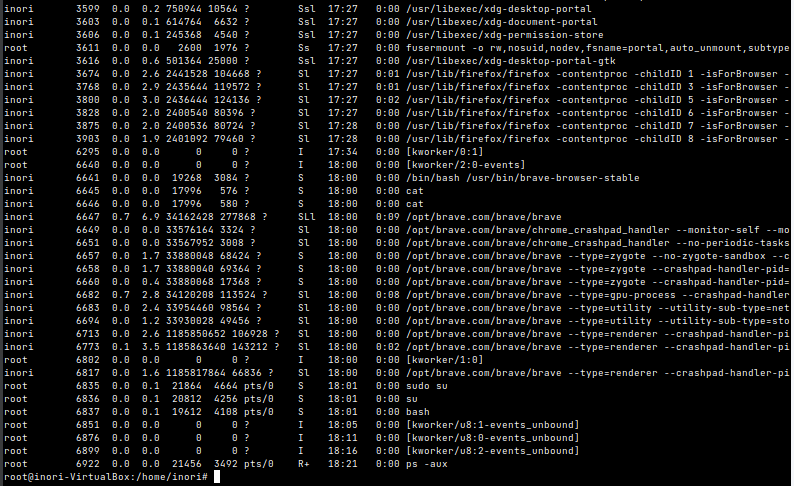 inori 3599 0.0 0.2 750944 10564 ? Ssl 17:27 0:00 /usr/libexec/xdg-desktop-portal
inori 3603 0.0 0.1 614764 6632 ? Ssl 17:27 0:00 /usr/libexec/xdg-document-portal
inori 3607 0.0 0.1 245368 4540 ? Ssl 17:27 0:00 /usr/libexec/xdg-permission-store
root 3611 0.0 0.0 2600 1976 ? Ss 17:27 0:00 fusermount -o rw,nosuid,nodev,fsname=portal,auto_unmount,subtype
inori 3616 0.0 0.6 501364 25000 ? Ssl 17:27 0:00 /usr/libexec/xdg-desktop-portal-gtk
inori 3674 0.0 2.6 2441528 104668 ? Sl 17:27 0:01 /usr/lib/firefox/firefox -contentproc -childID 1 -isForBrowser -
inori 3768 0.0 2.9 2435644 119572 ? Sl 17:27 0:01 /usr/lib/firefox/firefox -contentproc -childID 3 -isForBrowser -
inori 3800 0.0 3.0 2436444 124136 ? Sl 17:27 0:02 /usr/lib/firefox/firefox -contentproc -childID 5 -isForBrowser -
inori 3828 0.0 2.0 2400540 80396 ? Sl 17:27 0:00 /usr/lib/firefox/firefox -contentproc -childID 6 -isForBrowser -
inori 3875 0.0 2.0 2400536 80724 ? Sl 17:28 0:00 /usr/lib/firefox/firefox -contentproc -childID 7 -isForBrowser -
inori 3903 0.0 1.9 2401092 79460 ? Sl 17:28 0:00 /usr/lib/firefox/firefox -contentproc -childID 8 -isForBrowser -
root 6295 0.0 0.0 0 0 ? I 17:34 0:00 [kworker/0:1]
root 6640 0.0 0.0 0 0 ? I 18:00 0:00 [kworker/2:0-events]
inori 6641 0.0 0.0 19268 3084 ? S 18:00 0:00 /bin/bash /usr/bin/brave-browser-stable
inori 6645 0.0 0.0 17996 576 ? S 18:00 0:00 cat
inori 6646 0.0 0.0 17996 580 ? S 18:00 0:00 cat
inori 6647 0.7 6.9 34162428 277868 ? SLl 18:00 0:09 /opt/brave.com/brave/brave
inori 6649 0.0 0.0 33576164 3324 ? Sl 18:00 0:00 /opt/brave.com/brave/chrome_crashpad_handler --monitor-self --mo
inori 6651 0.0 0.0 33567952 3008 ? Sl 18:00 0:00 /opt/brave.com/brave/chrome_crashpad_handler --no-periodic-tasks
inori 6657 0.0 1.7 33880048 68424 ? S 18:00 0:00 /opt/brave.com/brave/brave --type=zygote --no-zygote-sandbox --c
inori 6658 0.0 1.7 33880040 69364 ? S 18:00 0:00 /opt/brave.com/brave/brave --type=zygote --crashpad-handler-pid=
inori 6660 0.0 0.4 33880068 17368 ? S 18:00 0:00 /opt/brave.com/brave/brave --type=zygote --crashpad-handler-pid=
inori 6682 0.7 2.8 34120208 113524 ? Sl 18:00 0:08 /opt/brave.com/brave/brave --type=gpu-process --crashpad-handler
inori 6683 0.0 2.4 33954460 98564 ? Sl 18:00 0:00 /opt/brave.com/brave/brave --type=utility --utility-sub-type=net
inori 6694 0.0 1.2 33930028 49456 ? Sl 18:00 0:00 /opt/brave.com/brave/brave --type=utility --utility-sub-type=sto
inori 6713 0.0 2.6 1185850652 106928 ? Sl 18:00 0:00 /opt/brave.com/brave/brave --type=renderer --crashpad-handler-pi
inori 6773 0.1 3.5 1185863640 143212 ? Sl 18:00 0:02 /opt/brave.com/brave/brave --type=renderer --crashpad-handler-pi
root 6802 0.0 0.0 0 0 ? I 18:00 0:00 [kworker/1:0]
inori 6817 0.0 1.6 1185817864 66836 ? Sl 18:00 0:00 /opt/brave.com/brave/brave --type=renderer --crashpad-handler-pi
root 6835 0.0 0.1 21864 4664 pts/0 S 18:01 0:00 sudo su
root 6836 0.0 0.1 20812 4256 pts/0 S 18:01 0:00 su
root 6837 0.0 0.1 19612 4108 pts/0 S 18:01 0:00 bash
root 6851 0.0 0.0 0 0 ? I 18:05 0:00 [kworker/u8:1-events_unbound]
root 6876 0.0 0.0 0 0 ? I 18:11 0:00 [kworker/u8:0-events_unbound]
root 6899 0.0 0.0 0 0 ? I 18:16 0:00 [kworker/u8:2-events_unbound]
root 6922 0.0 0.0 21456 3492 pts/0 R+ 18:21 0:00 ps -aux
root@inori-VirtualBox:/home/inori#